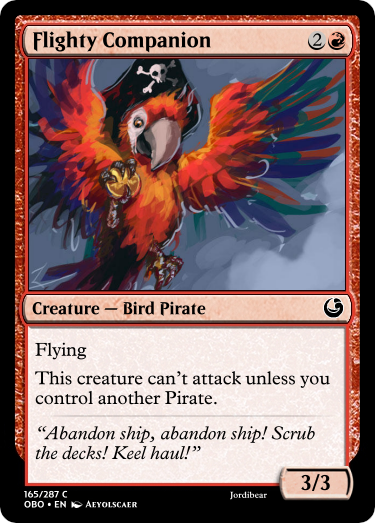 Flighty Companion 2
Creature — Bird Pirate
Flying
This creature can't attack unless you
control another Pirate.
“Abandon ship, abandon ship! Scrub
the decks! Keel haul!”
3/3
165/287 C
OBO • EN Aeyolscaer
Jordibear